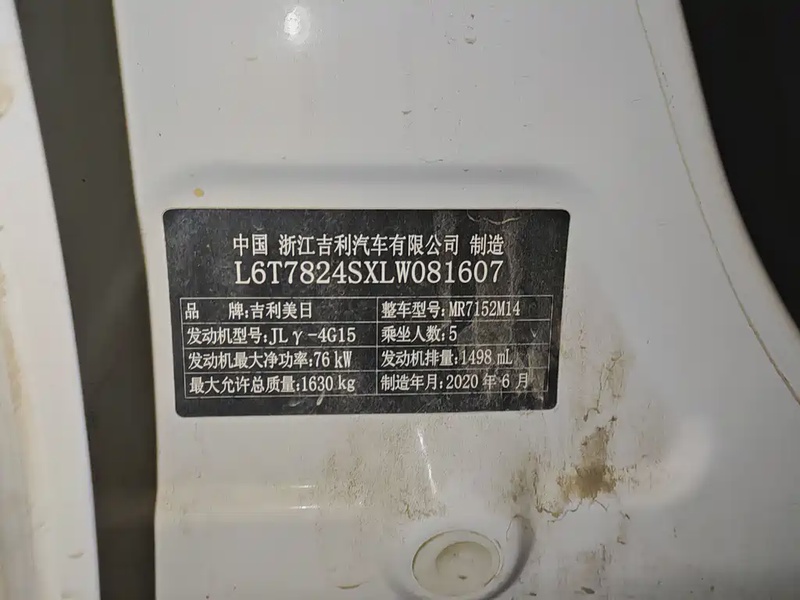 中国 浙江吉利汽车有限公司 制造
L6T7824SXLW081607
品 牌:吉利美日 整车型号:MR7152M14
发动机型号:JLγ-4G15 乘坐人数:5
发动机最大净功率:76 kW 发动机排量:1498 mL
最大允许总质量:1630 kg 制造年月:2020 年 6 月